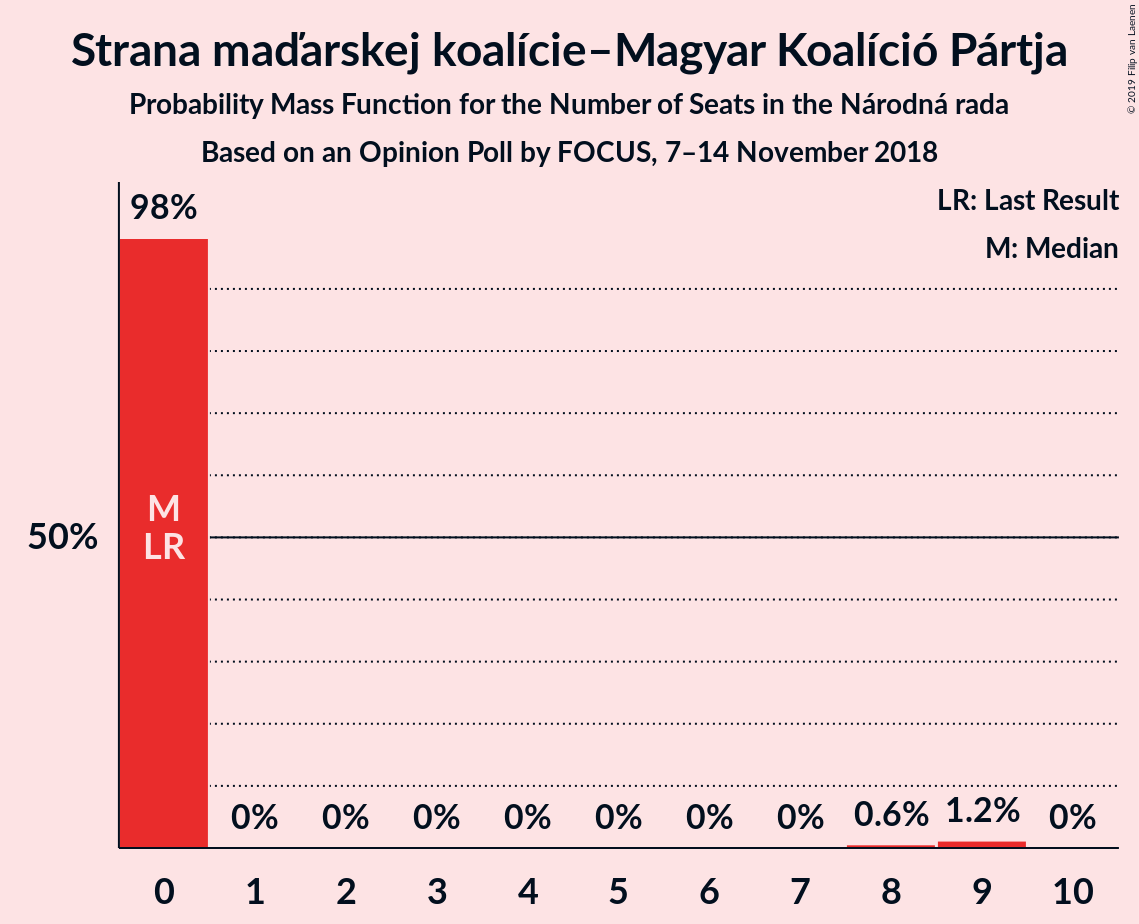 Strana maďarskej koalície–Magyar Koalíció Pártja
Probability Mass Function for the Number of Seats in the Národná rada
Based on an Opinion Poll by FOCUS, 7–14 November 2018
© 2019 Filip van Laenen
LR: Last Result
M: Median
98%
M
LR
50%
0% 0% 0% 0% 0% 0% 0% 0.6% 1.2% 0%
0 1 2 3 4 5 6 7 8 9 10